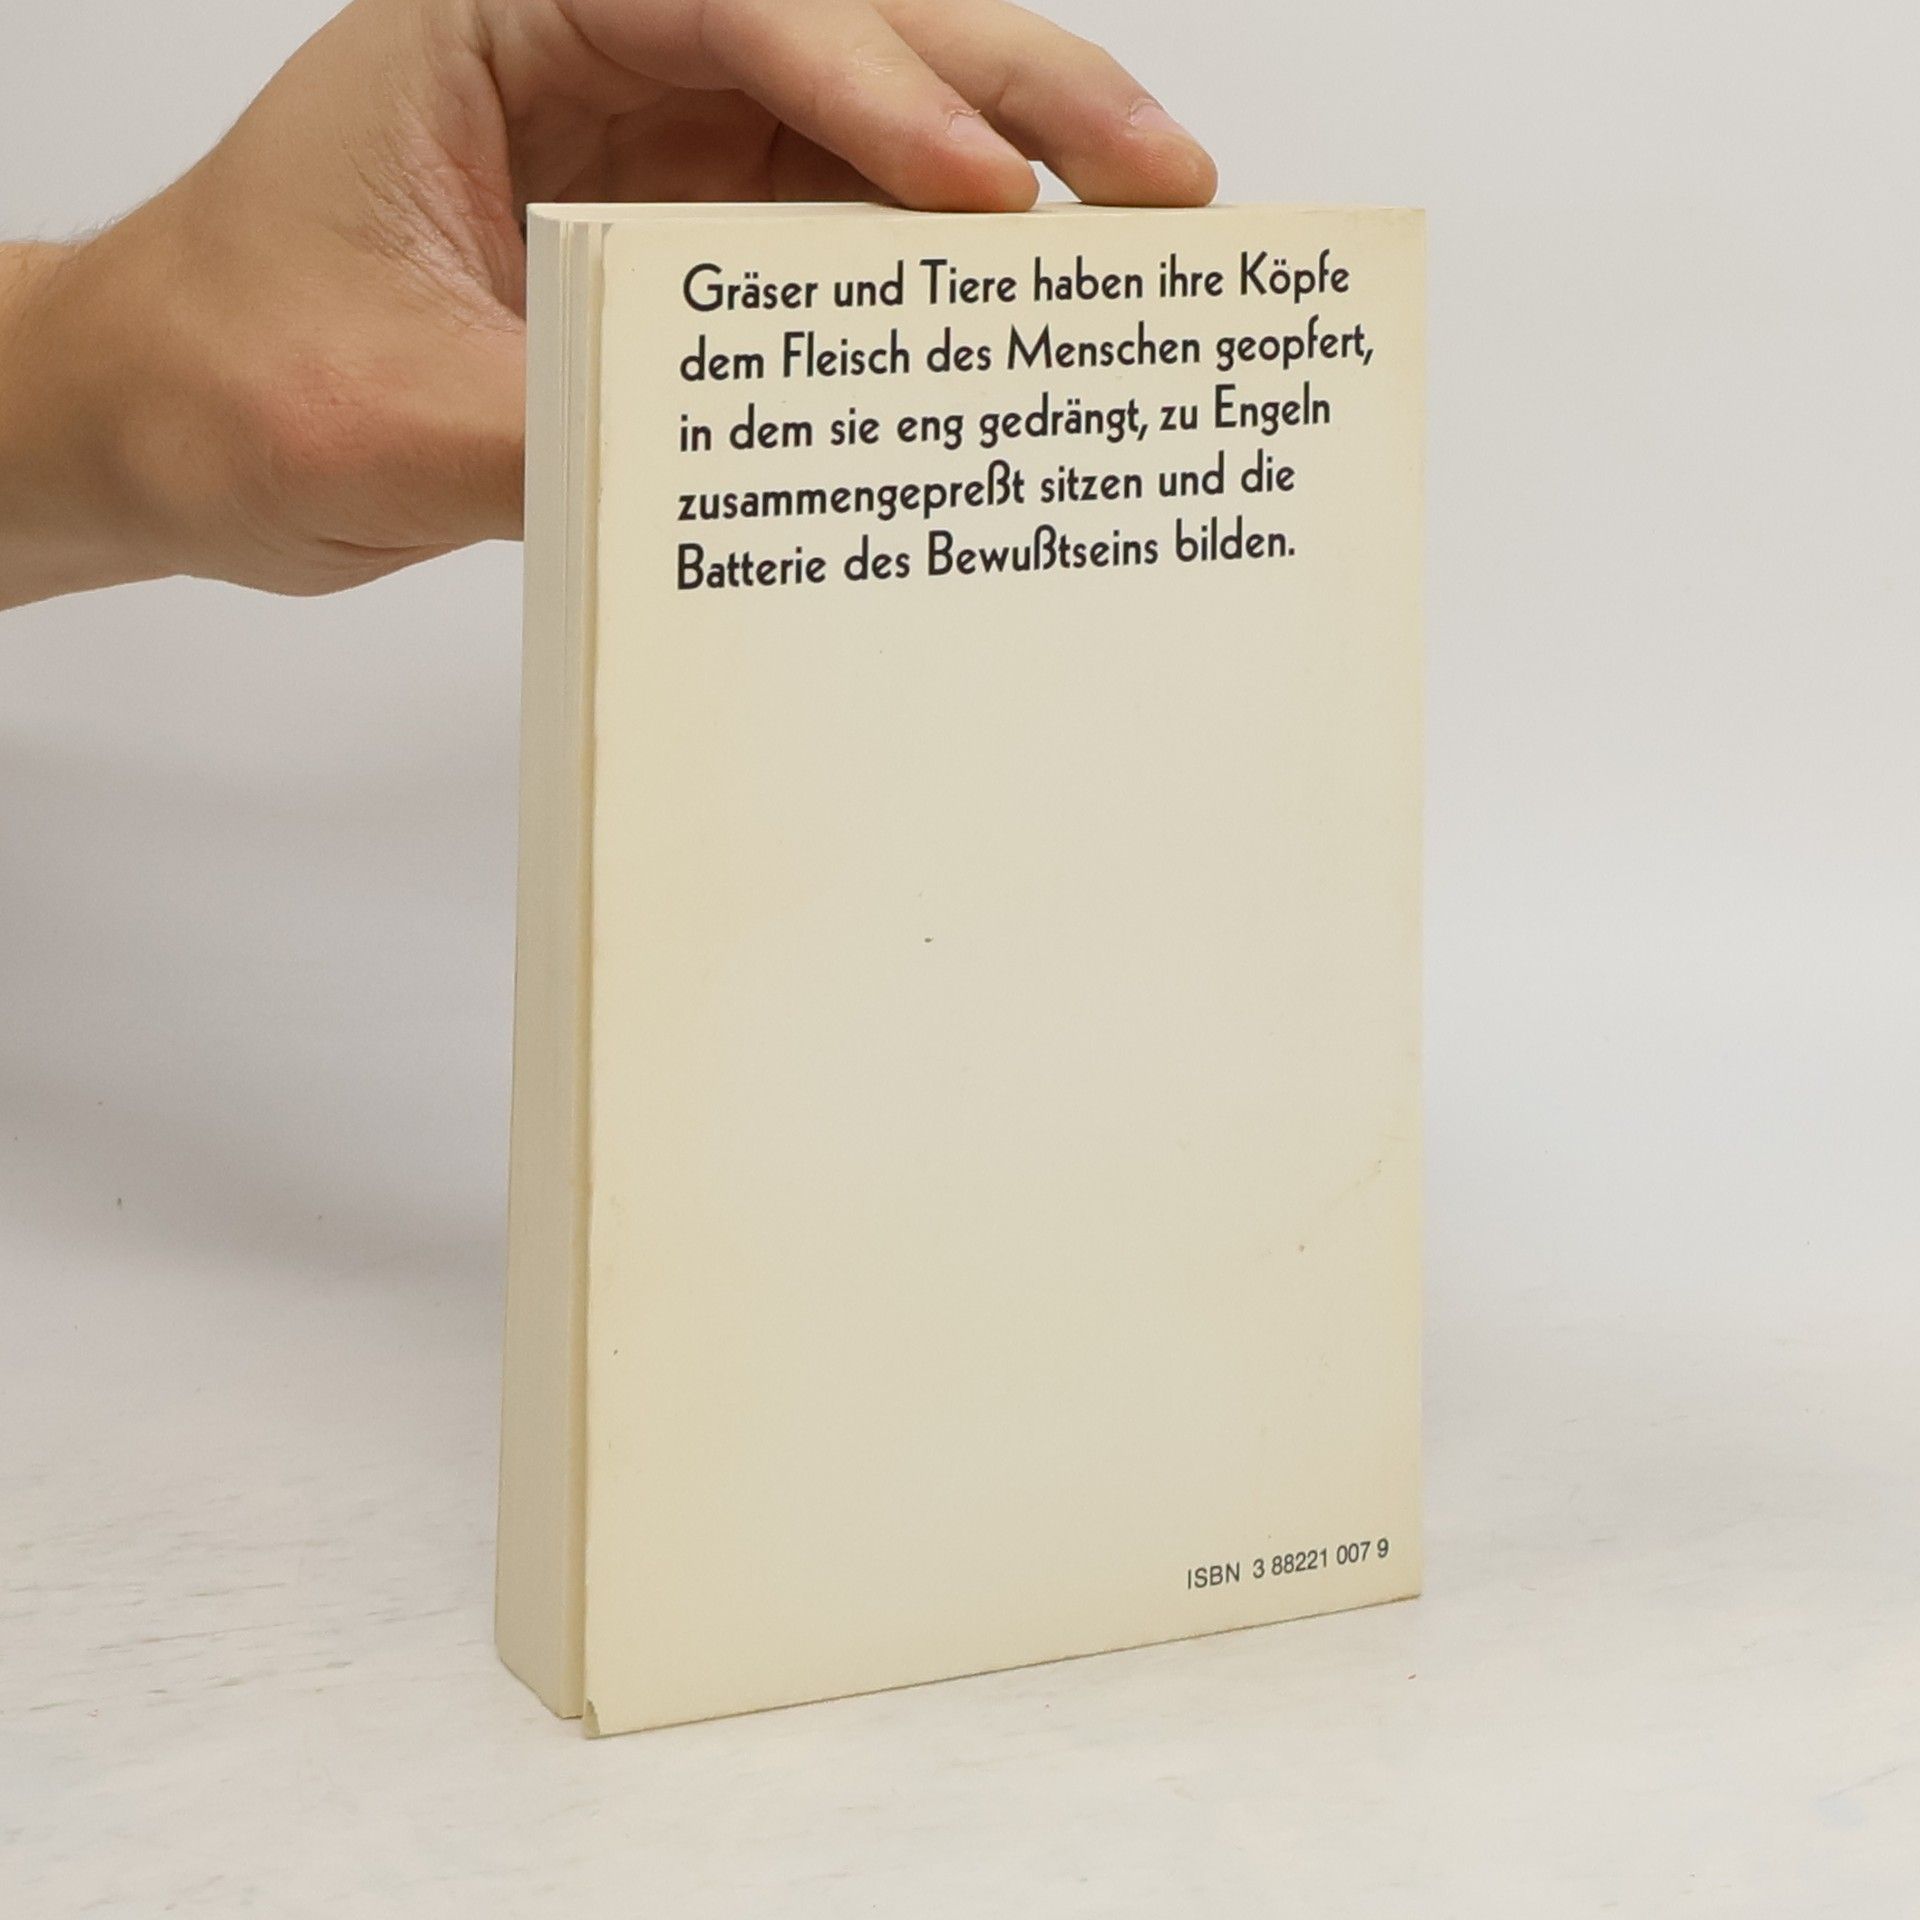 Gräser und Tiere haben ihre Köpfe
dem Fleisch des Menschen geopfert,
in dem sie eng gedrängt, zu Engeln
zusammengepreßt sitzen und die
Batterie des Bewußtseins bilden.
ISBN 3 88221 007 9